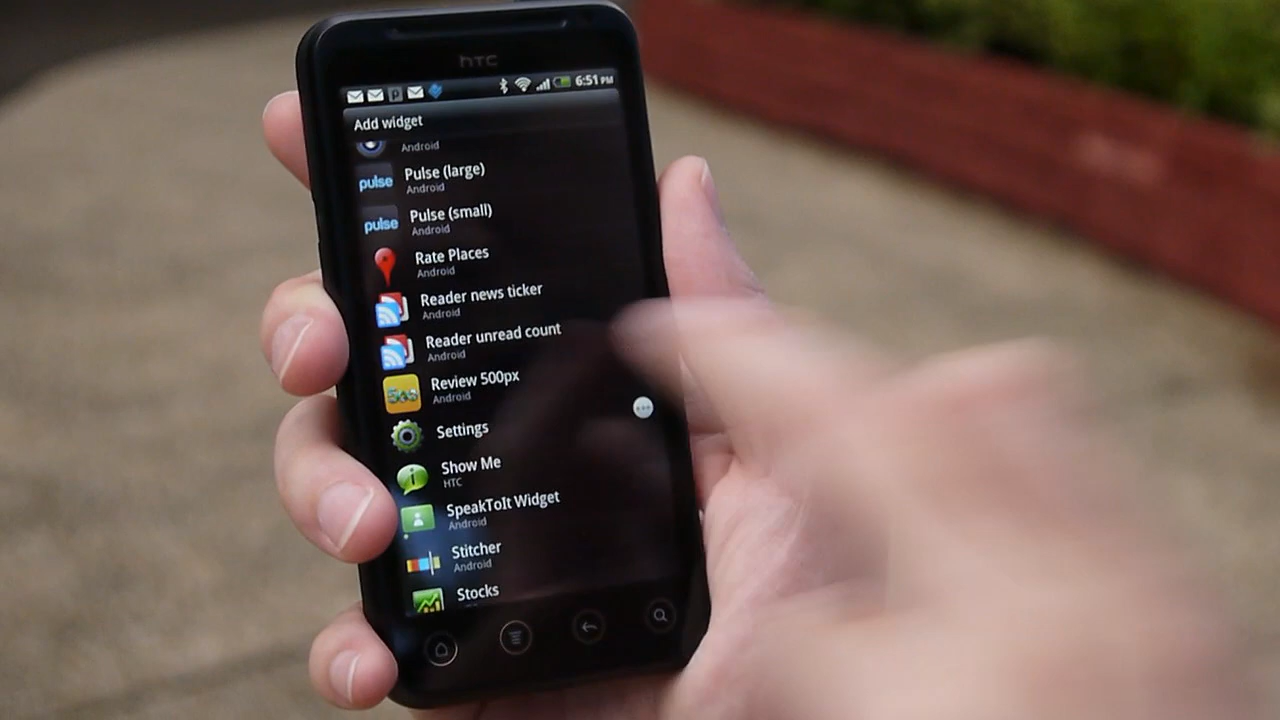 hTC
6:51 PM
Add widget
Android
pulse
Pulse (large)
Android
pulse
Pulse (small)
Android
Rate Places
Android
Reader news ticker
Android
Reader unread count
Android
Review 500px
Android
Settings
Show Me
HTC
SpeakToIt Widget
Android
Stitcher
Android
Stocks